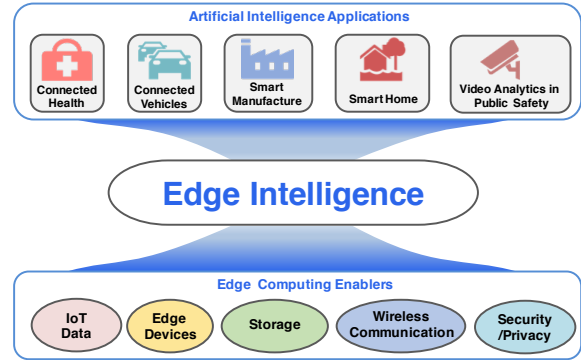 Artificial Intelligence Applications
Connected
Health
Connected
Vehicles
Smart
Manufacture
Smart Home
Video Analytics in
Public Safety
Edge Intelligence
Edge Computing Enablers
IoT
Data
Edge
Devices
Storage
Wireless
Communication
Security
/Privacy